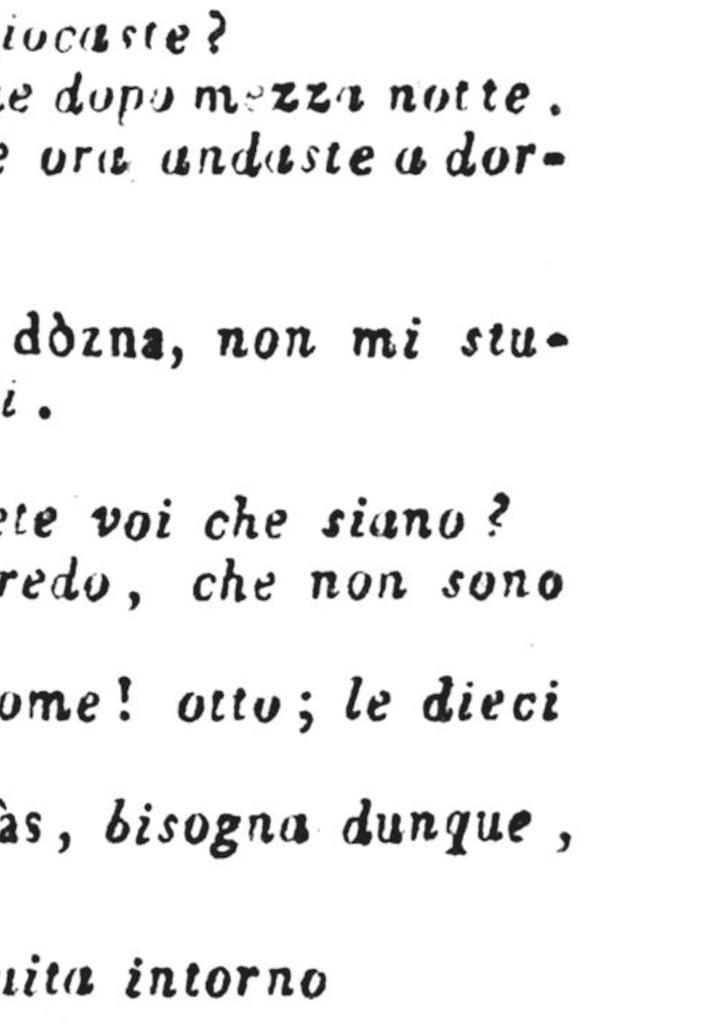 iocaste ?
e dopo mezza notte .
e ora andaste a dor-
dòzna, non mi stu-
i .
ete voi che siano ?
redo, che non sono
ome! otto; le dieci
às, bisogna dunque ,
uita intorno